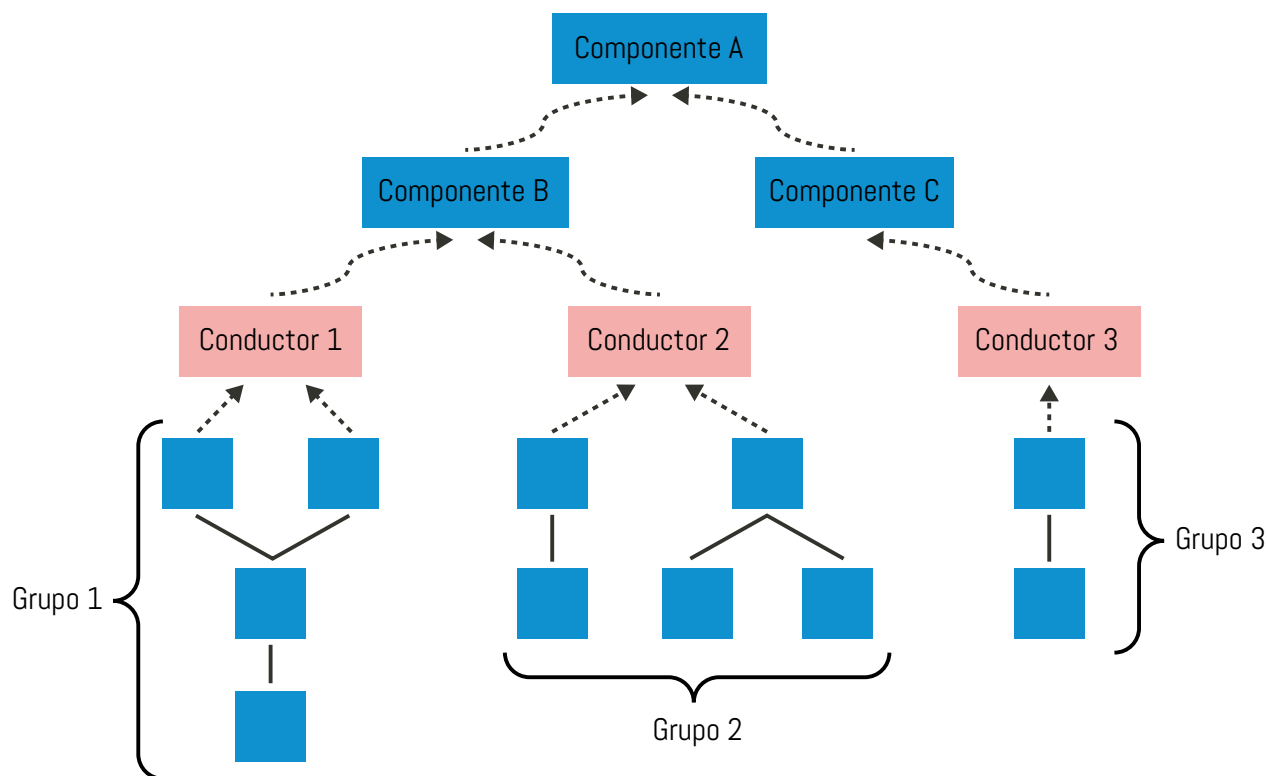 Componente A
Componente B
Componente C
Conductor 1
Conductor 2
Conductor 3
Grupo 1
Grupo 2
Grupo 3